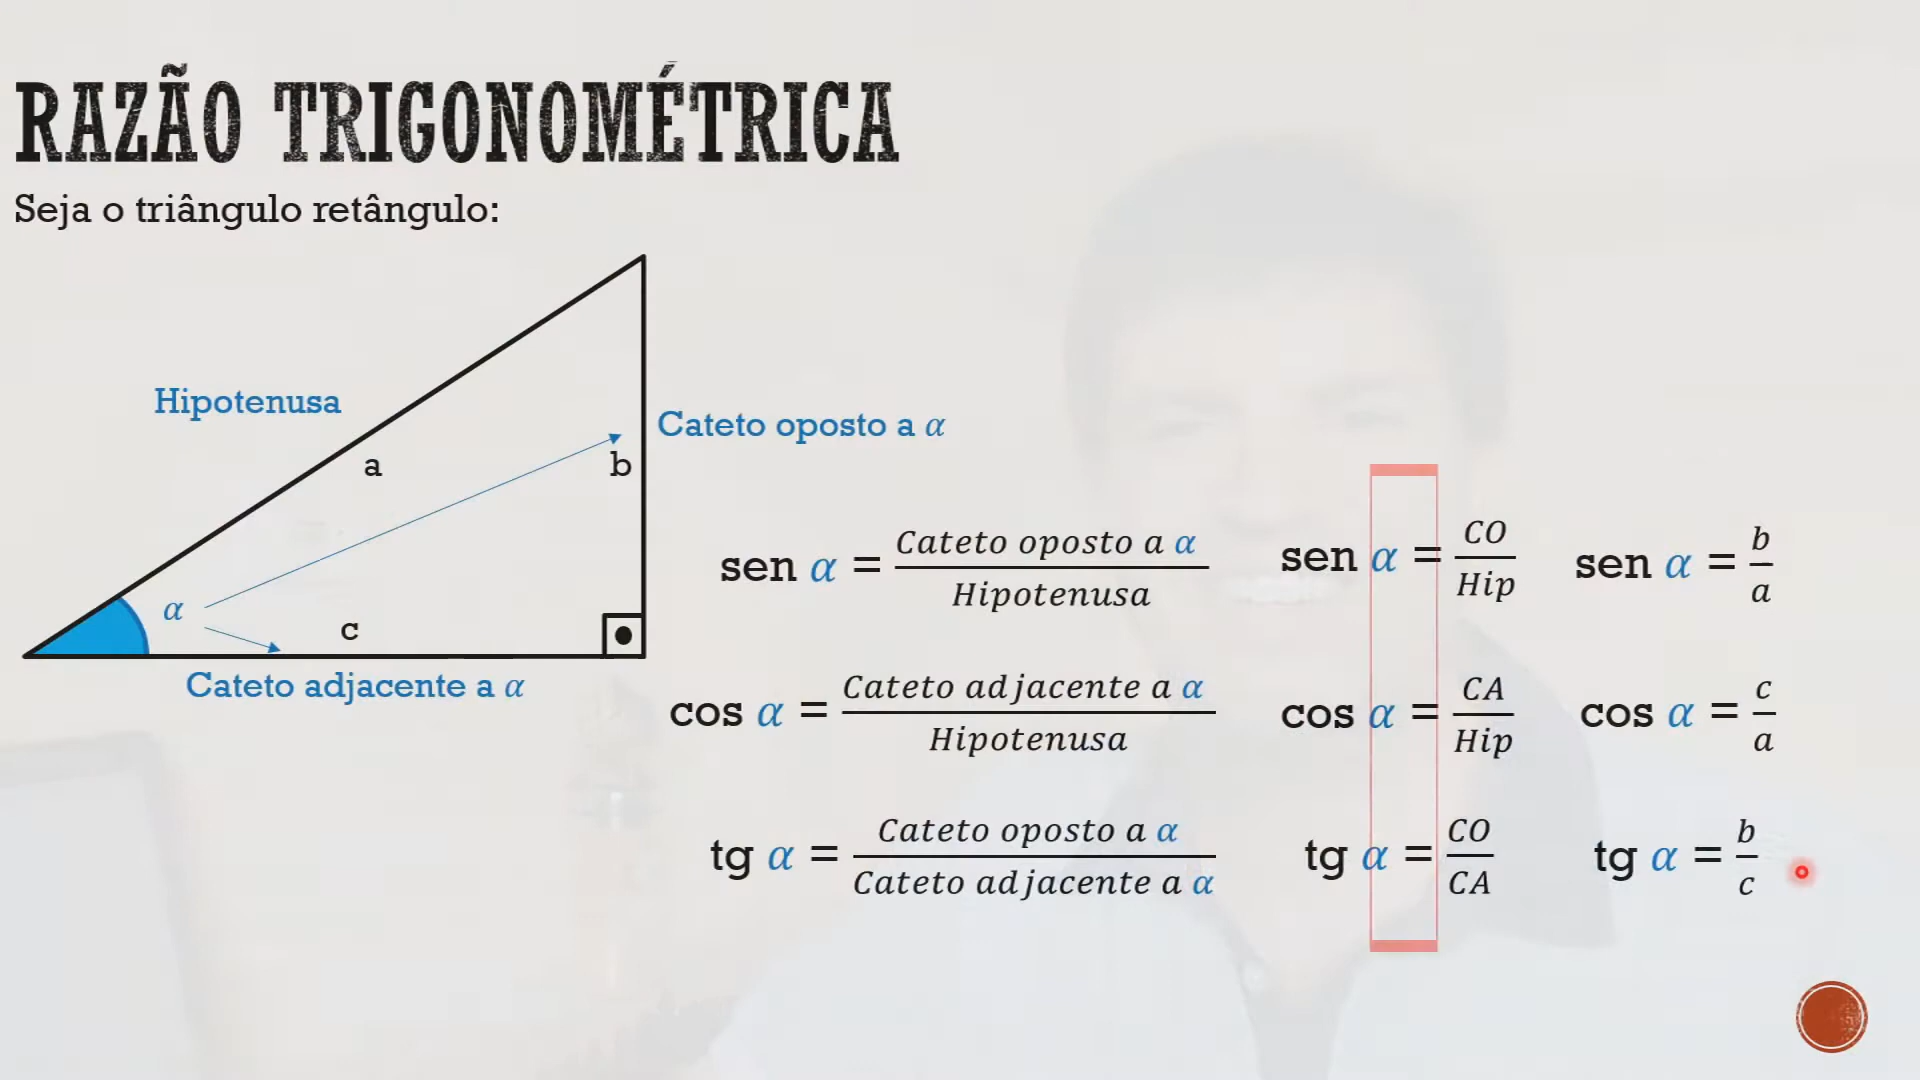 RAZÃO TRIGONOMÉTRICA
Seja o triângulo retângulo:
Hipotenusa
Cateto oposto a α
a
b
α
c
Cateto adjacente a α
sen α = Cateto oposto a α / Hipotenusa
sen α = CO / Hip
sen α = b / a
cos α = Cateto adjacente a α / Hipotenusa
cos α = CA / Hip
cos α = c / a
tg α = Cateto oposto a α / Cateto adjacente a α
tg α = CO / CA
tg α = b / c